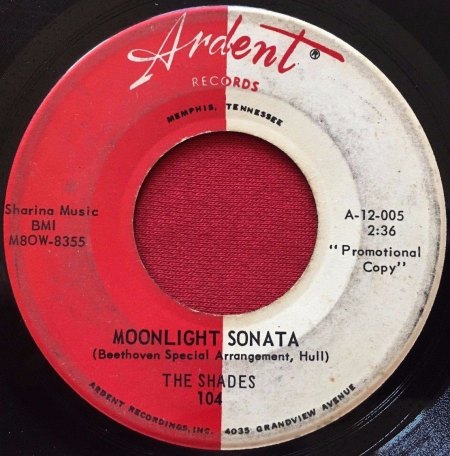 Ardent®
RECORDS
MEMPHIS, TENNESSEE
Sharina Music
BMI
M8OW-8355
A-12-005
2:36
"Promotional
Copy"
MOONLIGHT SONATA
(Beethoven Special Arrangement, Hull)
THE SHADES
104
ARDENT RECORDINGS, INC. 4035 GRANDVIEW AVENUE